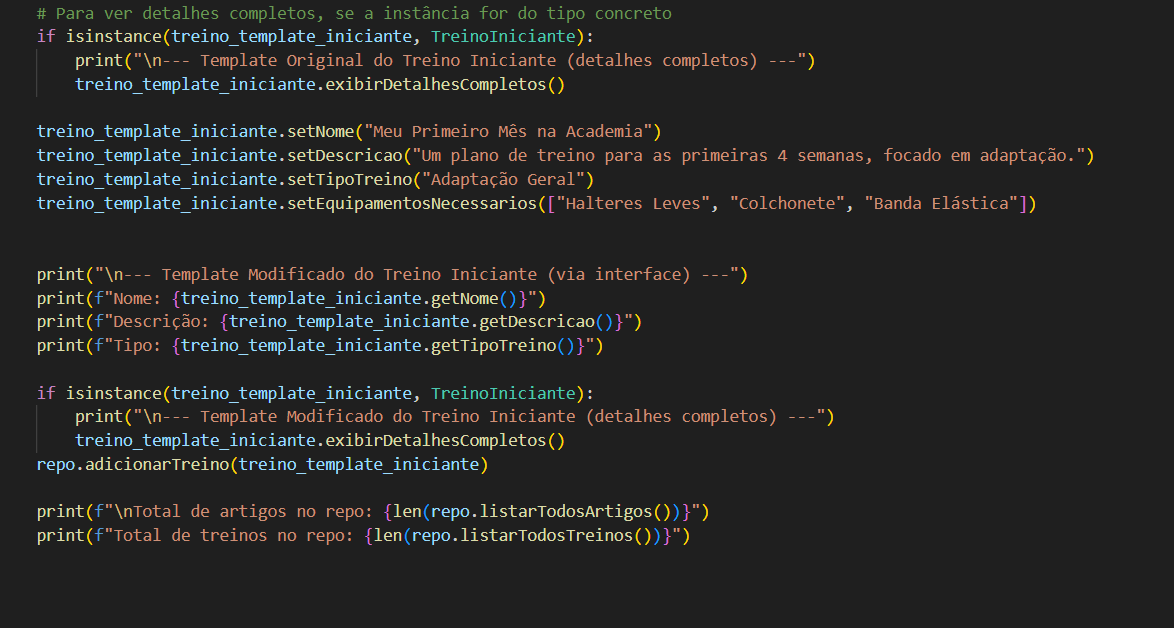 # Para ver detalhes completos, se a instância for do tipo concreto
if isinstance(treino_template_iniciante, TreinoIniciante):
    print("\n--- Template Original do Treino Iniciante (detalhes completos) ---")
    treino_template_iniciante.exibirDetalhesCompletos()
treino_template_iniciante.setNome("Meu Primeiro Mês na Academia")
treino_template_iniciante.setDescricao("Um plano de treino para as primeiras 4 semanas, focado em adaptação.")
treino_template_iniciante.setTipoTreino("Adaptação Geral")
treino_template_iniciante.setEquipamentosNecessarios(["Halteres Leves", "Colchonete", "Banda Elástica"])
print("\n--- Template Modificado do Treino Iniciante (via interface) ---")
print(f"Nome: {treino_template_iniciante.getNome()}")
print(f"Descrição: {treino_template_iniciante.getDescricao()}")
print(f"Tipo: {treino_template_iniciante.getTipoTreino()}")
if isinstance(treino_template_iniciante, TreinoIniciante):
    print("\n--- Template Modificado do Treino Iniciante (detalhes completos) ---")
    treino_template_iniciante.exibirDetalhesCompletos()
repo.adicionarTreino(treino_template_iniciante)
print(f"\nTotal de artigos no repo: {len(repo.listarTodosArtigos())}")
print(f"Total de treinos no repo: {len(repo.listarTodosTreinos())}")